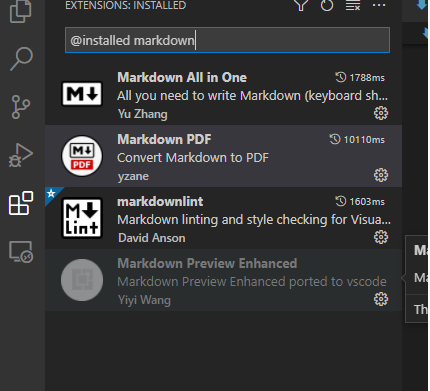 EXTENSIONS: INSTALLED
@installed markdown
Markdown All in One 1788ms
All you need to write Markdown (keyboard sh...
Yu Zhang
M↓
Markdown PDF 10110ms
Convert Markdown to PDF
yzane
M↓
PDF
markdownlint 1603ms
Markdown linting and style checking for Visua...
David Anson
M↓
Lint
Markdown Preview Enhanced
Markdown Preview Enhanced ported to vscode
Yiyi Wang
Ma
Ma
Th